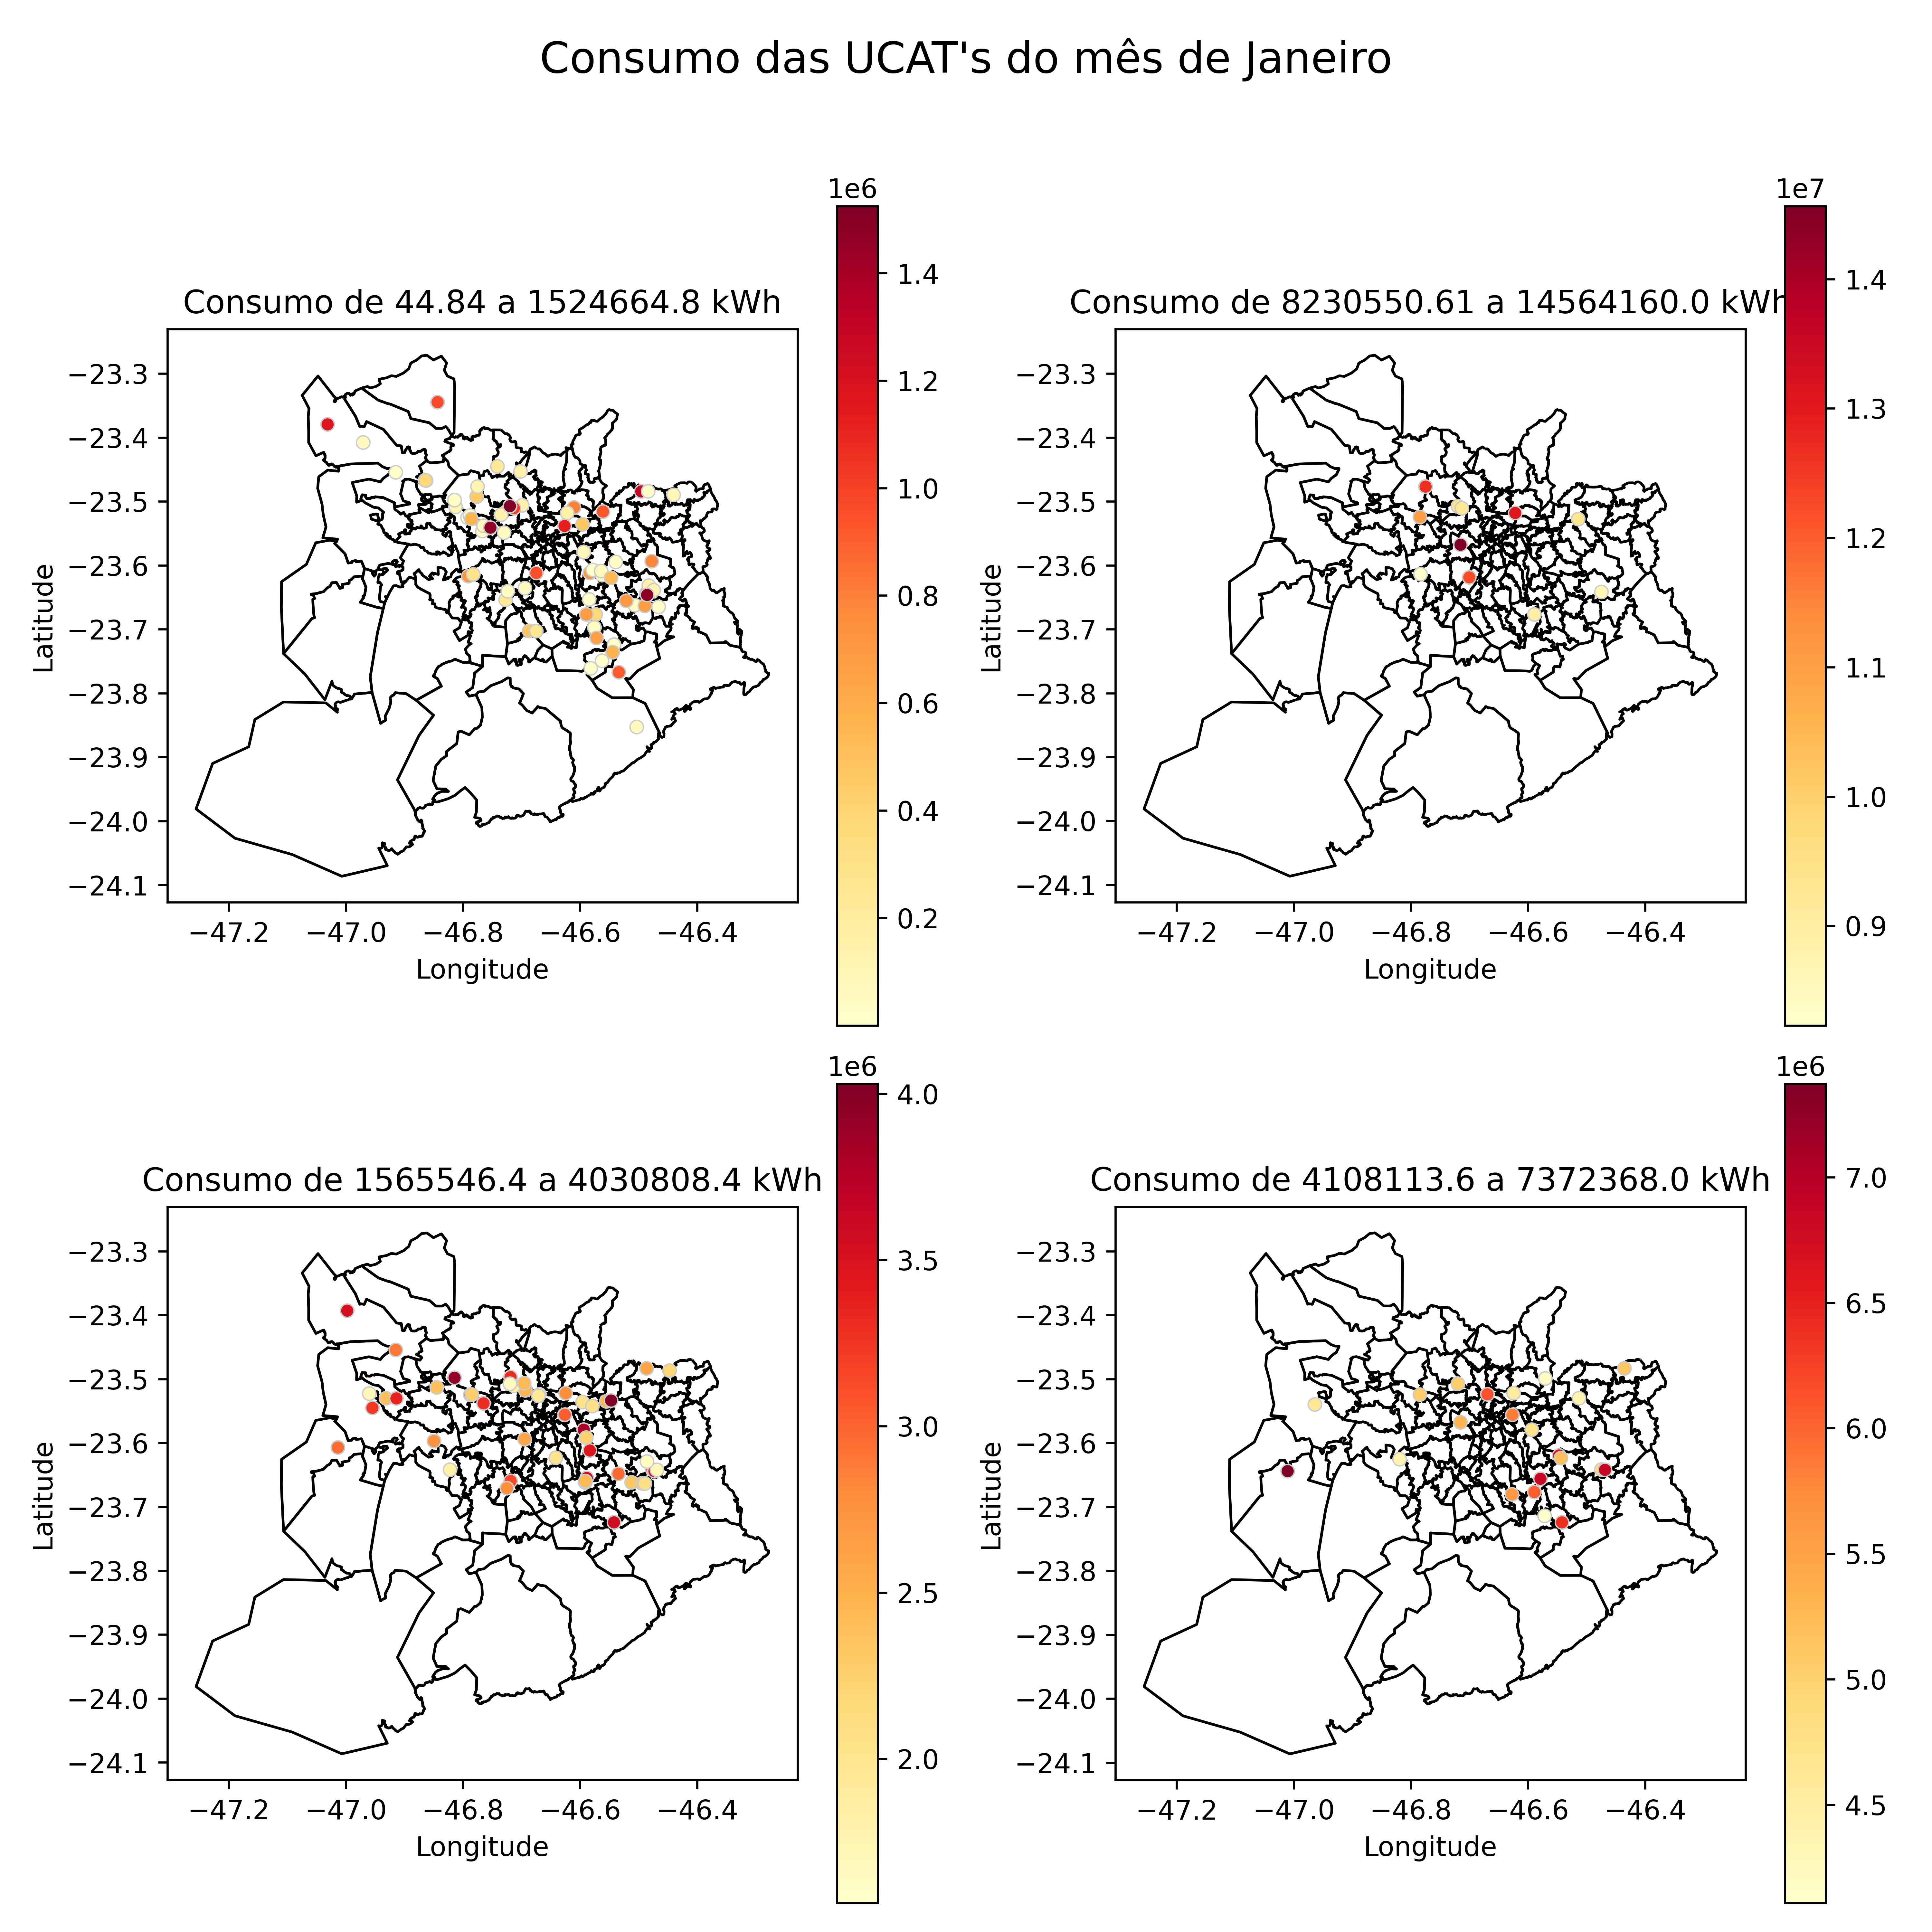 Consumo das UCAT's do mês de Janeiro
1e6
Consumo de 44.84 a 1524664.8 kWh
−23.3
−23.4
−23.5
−23.6
−23.7
−23.8
−23.9
−24.0
−24.1
Latitude
−47.2 −47.0 −46.8 −46.6 −46.4
Longitude
1.4
1.2
1.0
0.8
0.6
0.4
0.2
1e7
Consumo de 8230550.61 a 14564160.0 kWh
−23.3
−23.4
−23.5
−23.6
−23.7
−23.8
−23.9
−24.0
−24.1
Latitude
−47.2 −47.0 −46.8 −46.6 −46.4
Longitude
1.4
1.3
1.2
1.1
1.0
0.9
1e6
Consumo de 1565546.4 a 4030808.4 kWh
−23.3
−23.4
−23.5
−23.6
−23.7
−23.8
−23.9
−24.0
−24.1
Latitude
−47.2 −47.0 −46.8 −46.6 −46.4
Longitude
4.0
3.5
3.0
2.5
2.0
1e6
Consumo de 4108113.6 a 7372368.0 kWh
−23.3
−23.4
−23.5
−23.6
−23.7
−23.8
−23.9
−24.0
−24.1
Latitude
−47.2 −47.0 −46.8 −46.6 −46.4
Longitude
7.0
6.5
6.0
5.5
5.0
4.5